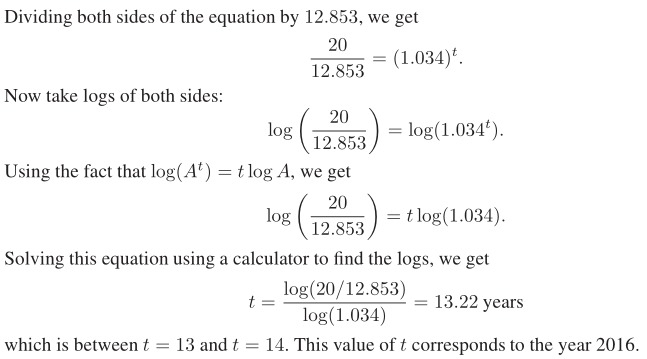 Dividing both sides of the equation by 12.853, we get
20/12.853 = (1.034)^t.
Now take logs of both sides:
log(20/12.853) = log(1.034^t).
Using the fact that log(A^t) = t log A, we get
log(20/12.853) = t log(1.034).
Solving this equation using a calculator to find the logs, we get
t = log(20/12.853)/log(1.034) = 13.22 years
which is between t = 13 and t = 14. This value of t corresponds to the year 2016.